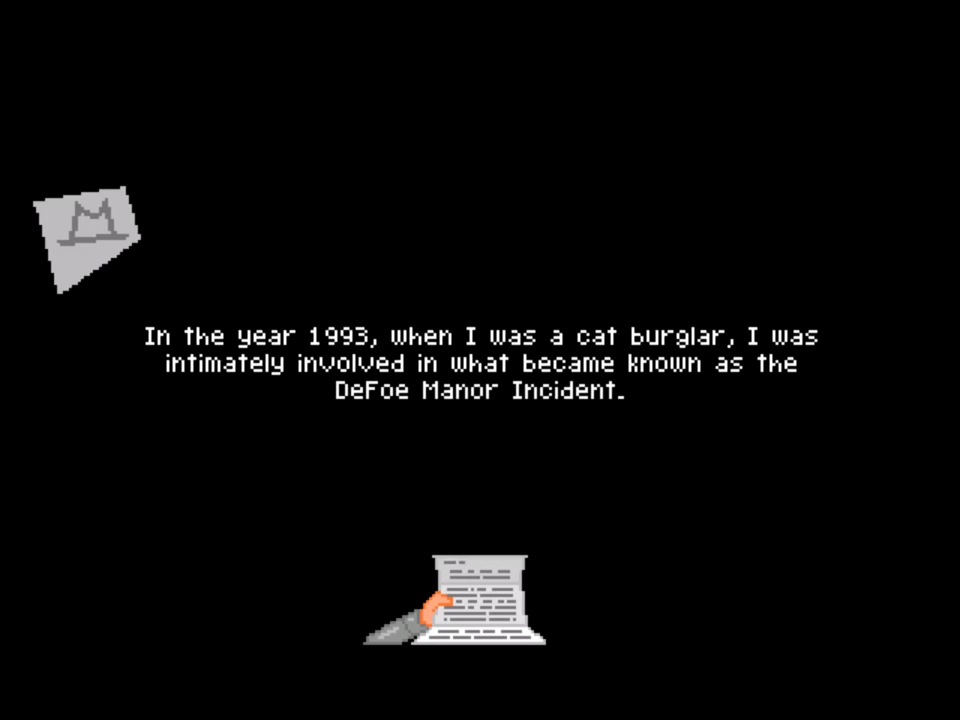 In the year 1993, when I was a cat burglar, I was
intimately involved in what became known as the
DeFoe Manor Incident.